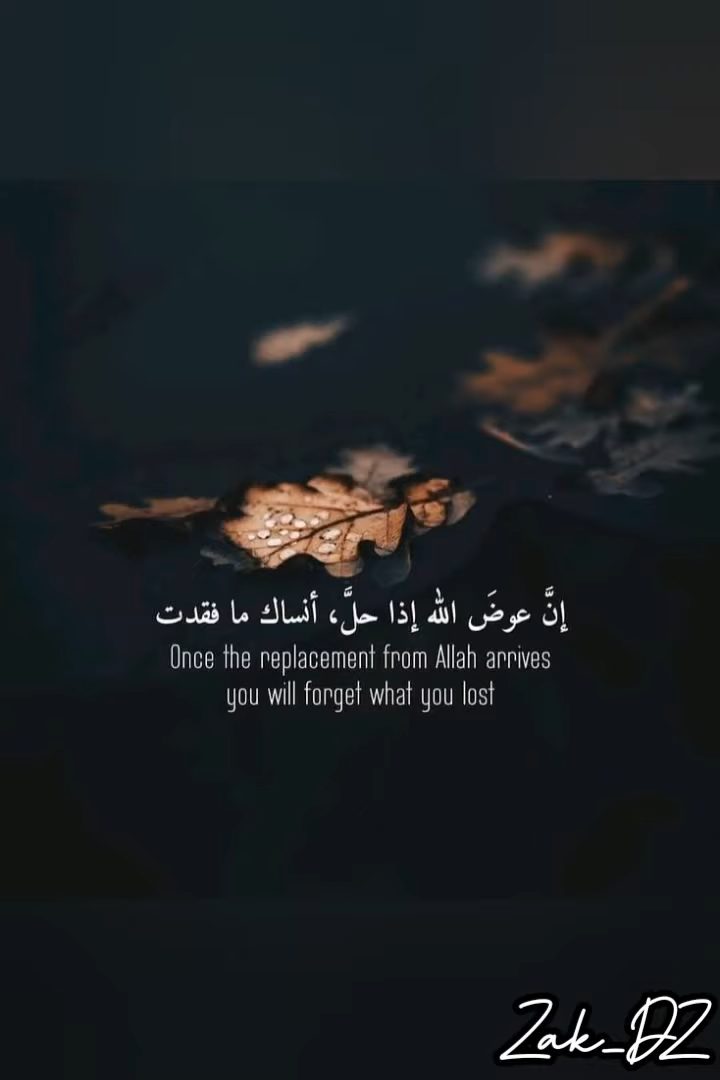 إنَّ عوضَ الله إذا حلَّ، أنساك ما فقدت
Once the replacement from Allah arrives
you will forget what you lost
Zak_DZ